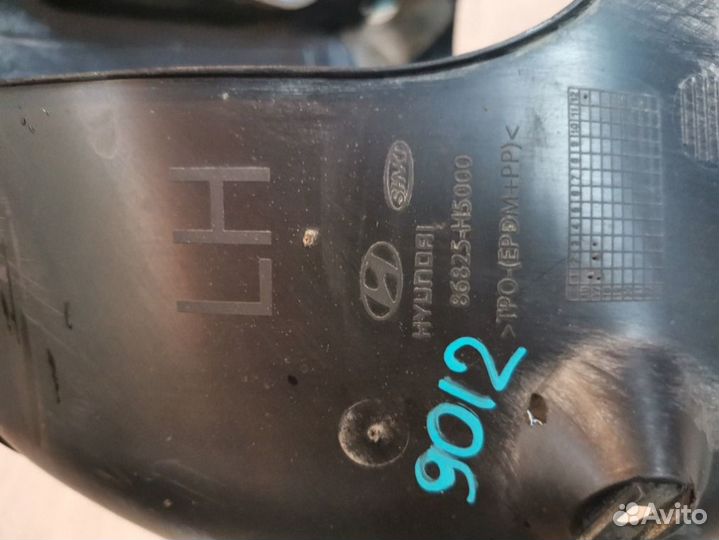 LH
HYUNDAI
86825-H5000
>TPO-(EPDM+PP)<
9012
Avito